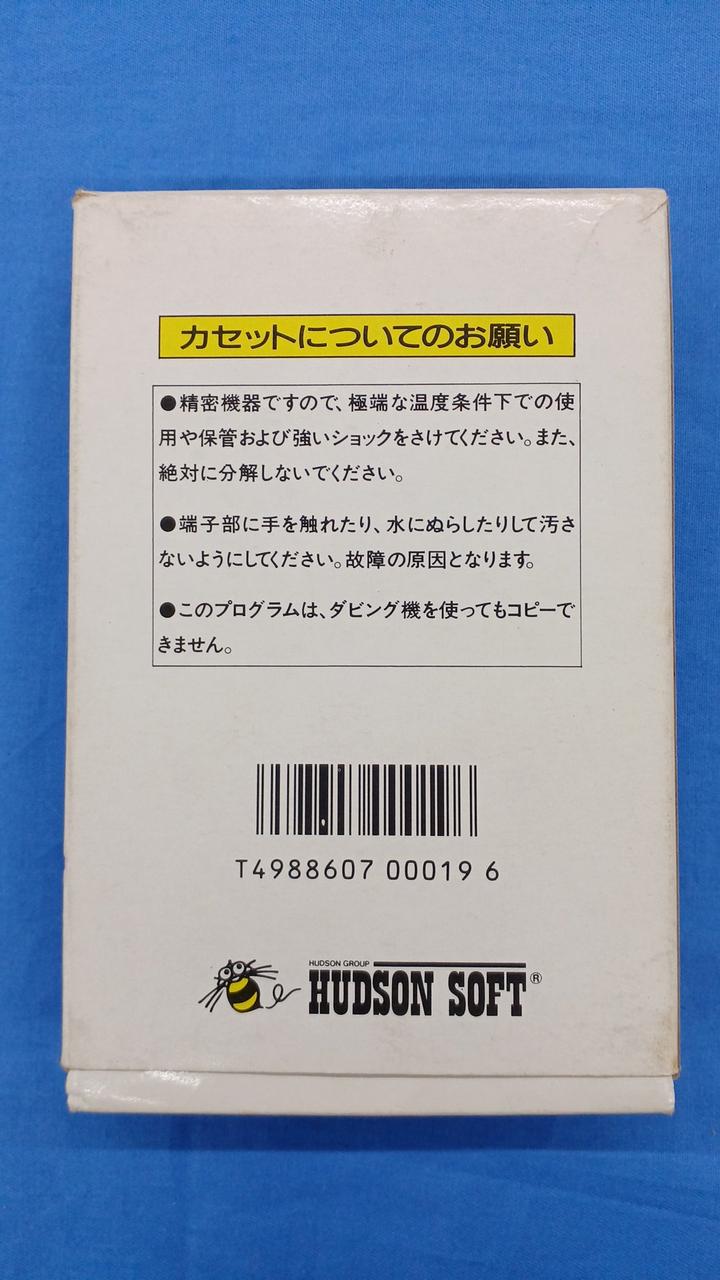 カセットについてのお願い
●精密機器ですので、極端な温度条件下での使
用や保管および強いショックをさけてください。また、
絶対に分解しないでください。
●端子部に手を触れたり、水にぬらしたりして汚さ
ないようにしてください。故障の原因となります。
●このプログラムは、ダビング機を使ってもコピーで
きません。
T4988607 00019 6
HUDSON GROUP
HUDSON SOFT®